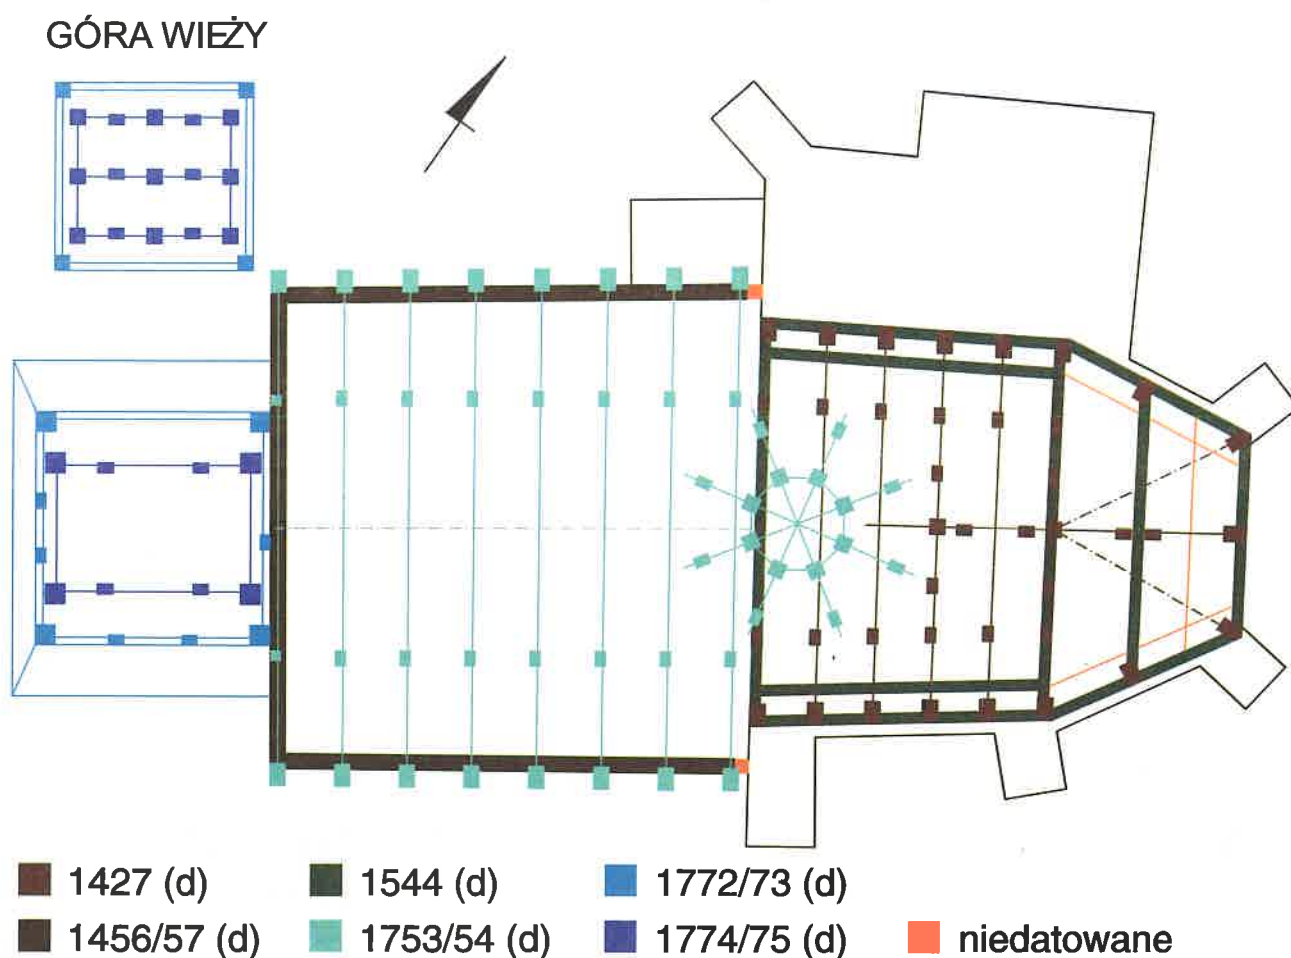 GÓRA WIEŻY
1427 (d)
1544 (d)
1772/73 (d)
1456/57 (d)
1753/54 (d)
1774/75 (d)
niedatowane